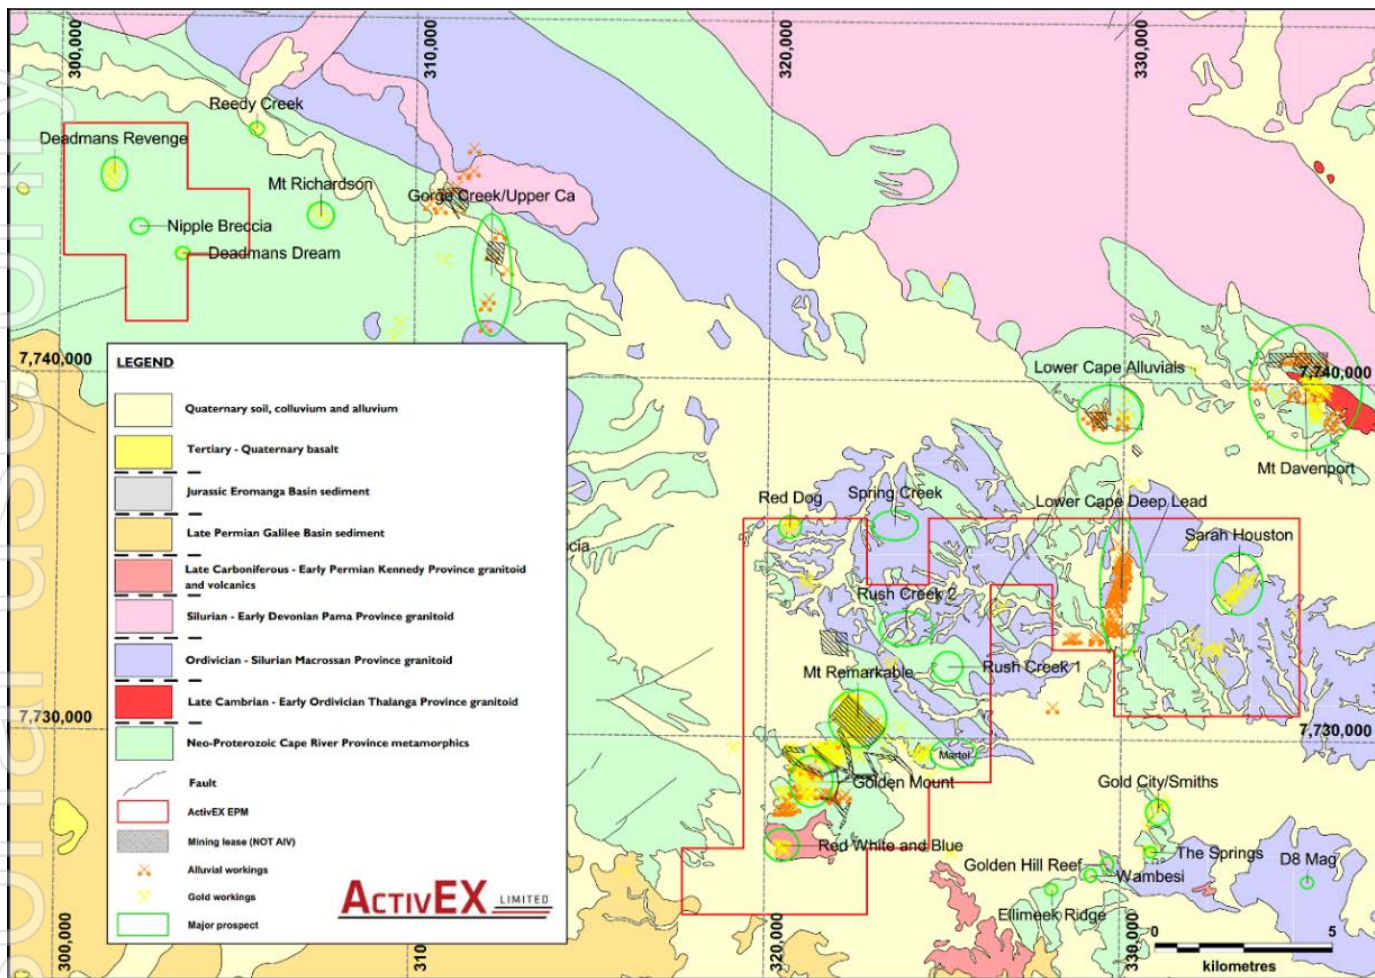 300,000
310,000
320,000
330,000
Reedy Creek
Deadmans Revenge
Mt Richardson
Gorge Creek/Upper Ca
Nipple Breccia
Deadmans Dream
7,740,000
Lower Cape Alluvials
7,740,000
Mt Davenport
LEGEND
Quaternary soil, colluvium and alluvium
Tertiary - Quaternary basalt
Jurassic Eromanga Basin sediment
Late Permian Galilee Basin sediment
Late Carboniferous - Early Permian Kennedy Province granitoid
and volcanics
Silurian - Early Devonian Pama Province granitoid
Ordivician - Silurian Macrossan Province granitoid
Late Cambrian - Early Ordivician Thalanga Province granitoid
Neo-Proterozoic Cape River Province metamorphics
Fault
ActivEX EPM
Mining lease (NOT AIV)
Alluvial workings
Gold workings
Major prospect
ACTIVEX LIMITED
Red Dog
Spring Creek
Lower Cape Deep Lead
Sarah Houston
cia
Rush Creek 2
Rush Creek 1
Mt Remarkable
7,730,000
7,730,000
Martel
Golden Mount
Gold City/Smiths
Red White and Blue
The Springs
D8 Mag
Golden Hill Reef
Wambesi
Ellimeek Ridge
0
5
kilometres
300,000
310
320,000
330,000